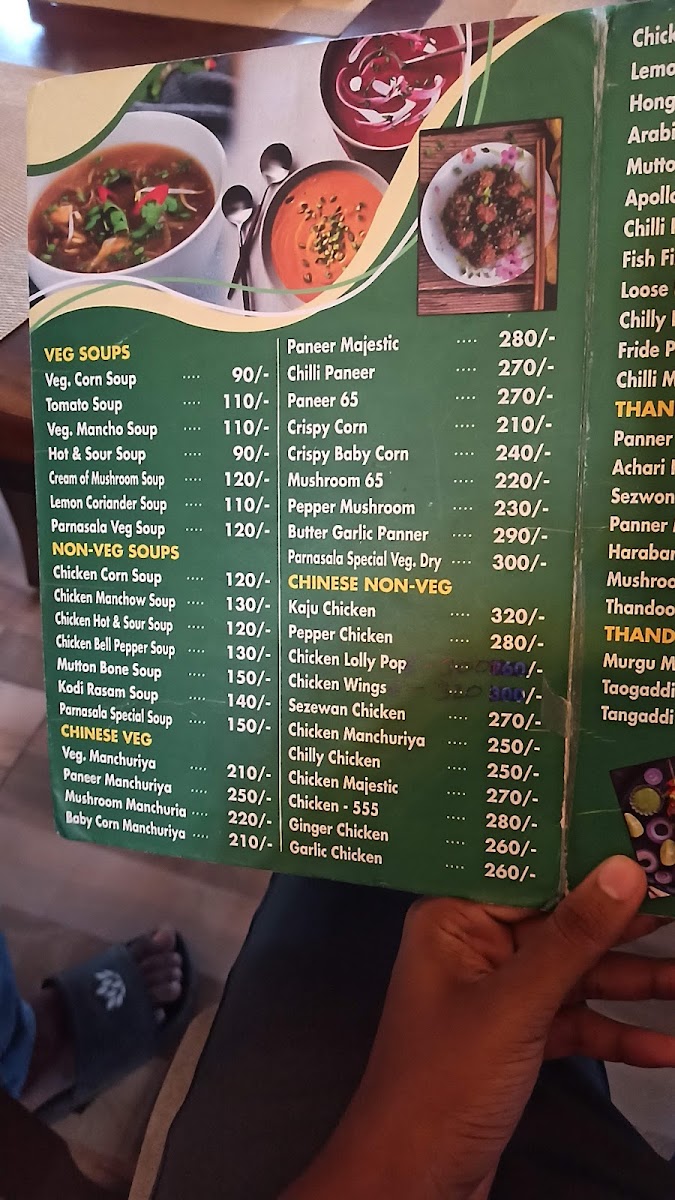 VEG SOUPS
Veg. Corn Soup .... 90/-
Tomato Soup .... 110/-
Veg. Mancho Soup .... 110/-
Hot & Sour Soup .... 90/-
Cream of Mushroom Soup .... 120/-
Lemon Coriander Soup .... 110/-
Parnasala Veg Soup .... 120/-
NON-VEG SOUPS
Chicken Corn Soup .... 120/-
Chicken Manchow Soup .... 130/-
Chicken Hot & Sour Soup .... 120/-
Chicken Bell Pepper Soup .... 130/-
Mutton Bone Soup .... 150/-
Kodi Rasam Soup .... 140/-
Parnasala Special Soup .... 150/-
CHINESE VEG
Veg. Manchuriya .... 210/-
Paneer Manchuriya .... 250/-
Mushroom Manchuria .... 220/-
Baby Corn Manchuriya .... 210/-
Paneer Majestic .... 280/-
Chilli Paneer .... 270/-
Paneer 65 .... 270/-
Crispy Corn .... 210/-
Crispy Baby Corn .... 240/-
Mushroom 65 .... 220/-
Pepper Mushroom .... 230/-
Butter Garlic Panner .... 290/-
Parnasala Special Veg. Dry .... 300/-
CHINESE NON-VEG
Kaju Chicken .... 320/-
Pepper Chicken .... 280/-
Chicken Lolly Pop /-
Chicken Wings 300/-
Sezewan Chicken .... 270/-
Chicken Manchuriya .... 250/-
Chilly Chicken .... 250/-
Chicken Majestic .... 270/-
Chicken - 555 .... 280/-
Ginger Chicken .... 260/-
Garlic Chicken .... 260/-
Chick
Lemo
Hong
Arabi
Mutto
Apollo
Chilli
Fish Fi
Loose
Chilly
Fride P
Chilli M
THAN
Panner
Achari
Sezwon
Panner
Harabar
Mushroo
Thandoo
THAND
Murgu M
Taogaddi
Tangaddi